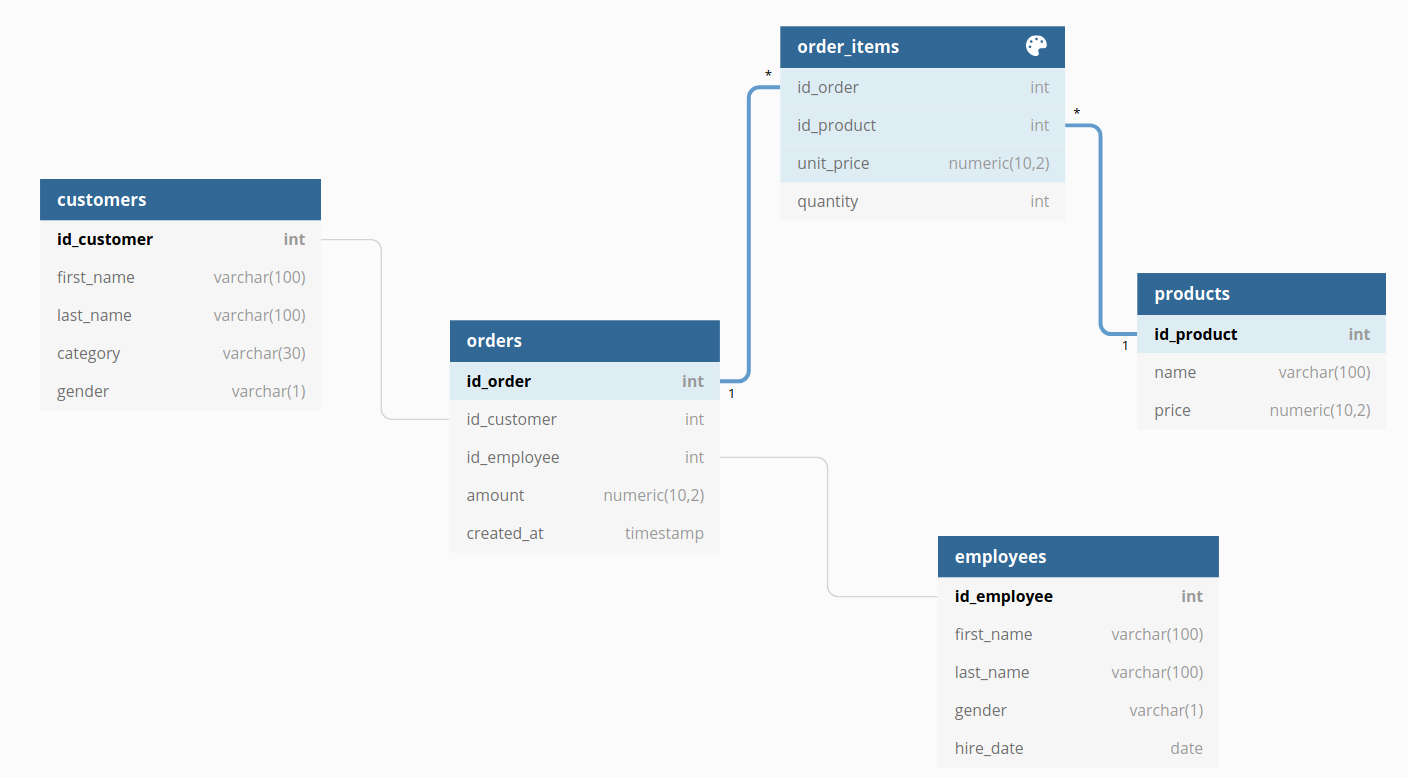 order_items
*
id_order int
id_product int
*
unit_price numeric(10,2)
quantity int
customers
id_customer int
first_name varchar(100)
last_name varchar(100)
category varchar(30)
gender varchar(1)
orders
id_order int
1
id_customer int
id_employee int
amount numeric(10,2)
created_at timestamp
products
id_product int
1
name varchar(100)
price numeric(10,2)
employees
id_employee int
first_name varchar(100)
last_name varchar(100)
gender varchar(1)
hire_date date